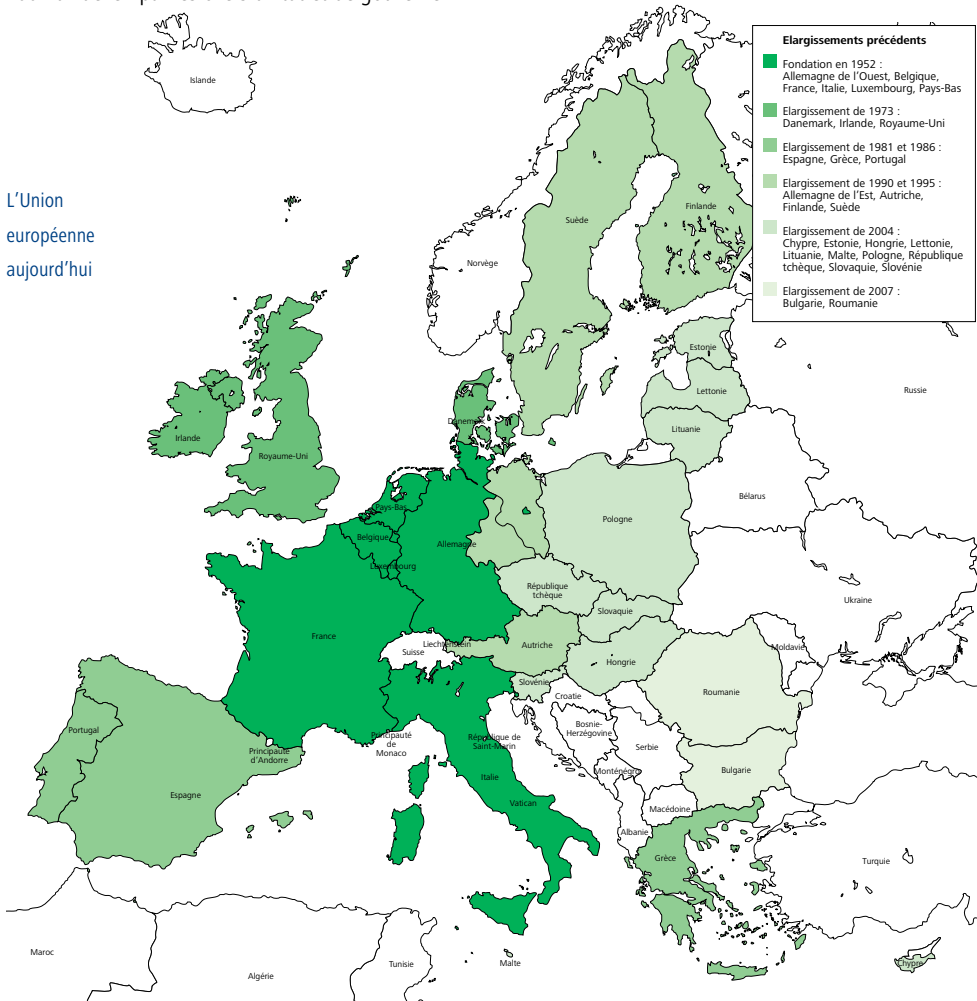 Islande
Elargissements précédents
Fondation en 1952 :
Allemagne de l'Ouest, Belgique,
France, Italie, Luxembourg, Pays-Bas
Elargissement de 1973 :
Danemark, Irlande, Royaume-Uni
Elargissement de 1981 et 1986 :
Espagne, Grèce, Portugal
Elargissement de 1990 et 1995 :
Allemagne de l'Est, Autriche,
Finlande, Suède
Elargissement de 2004 :
Chypre, Estonie, Hongrie, Lettonie,
Lituanie, Malte, Pologne, République
tchèque, Slovaquie, Slovénie
Elargissement de 2007 :
Bulgarie, Roumanie
L'Union
européenne
aujourd'hui
Suède
Finlande
Norvège
Estonie
Russie
Lettonie
Danemark
Lituanie
Irlande
Royaume-Uni
Bélarus
Pays-Bas
Pologne
Belgique
Allemagne
Luxembourg
République
tchèque
Ukraine
Slovaquie
France
Liechtenstein
Suisse
Autriche
Moldavie
Hongrie
Slovénie
Roumanie
Croatie
Portugal
Principauté
de
Monaco
République de
Saint-Marin
Bosnie-
Herzégovine
Serbie
Principauté
d'Andorre
Italie
Monténégro
Bulgarie
Espagne
Vatican
Macédoine
Albanie
Grèce
Turquie
Maroc
Algérie
Tunisie
Malte
Chypre